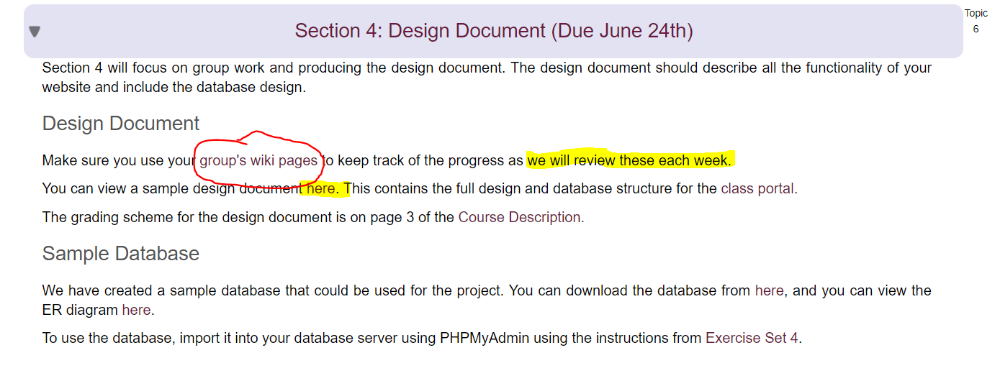 Section 4: Design Document (Due June 24th)
Topic
6
Section 4 will focus on group work and producing the design document. The design document should describe all the functionality of your
website and include the database design.
Design Document
Make sure you use your group's wiki pages to keep track of the progress as we will review these each week.
You can view a sample design document here. This contains the full design and database structure for the class portal.
The grading scheme for the design document is on page 3 of the Course Description.
Sample Database
We have created a sample database that could be used for the project. You can download the database from here, and you can view the
ER diagram here.
To use the database, import it into your database server using PHPMyAdmin using the instructions from Exercise Set 4.